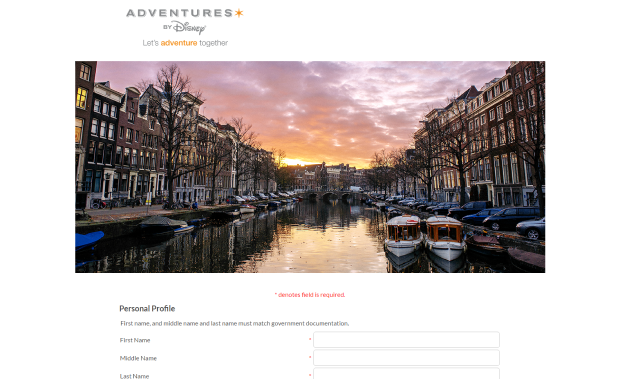 ADVENTURES
BY Disney
Let's adventure together
* denotes field is required.
Personal Profile
First name, and middle name and last name must match government documentation.
First Name *
Middle Name *
Last Name *